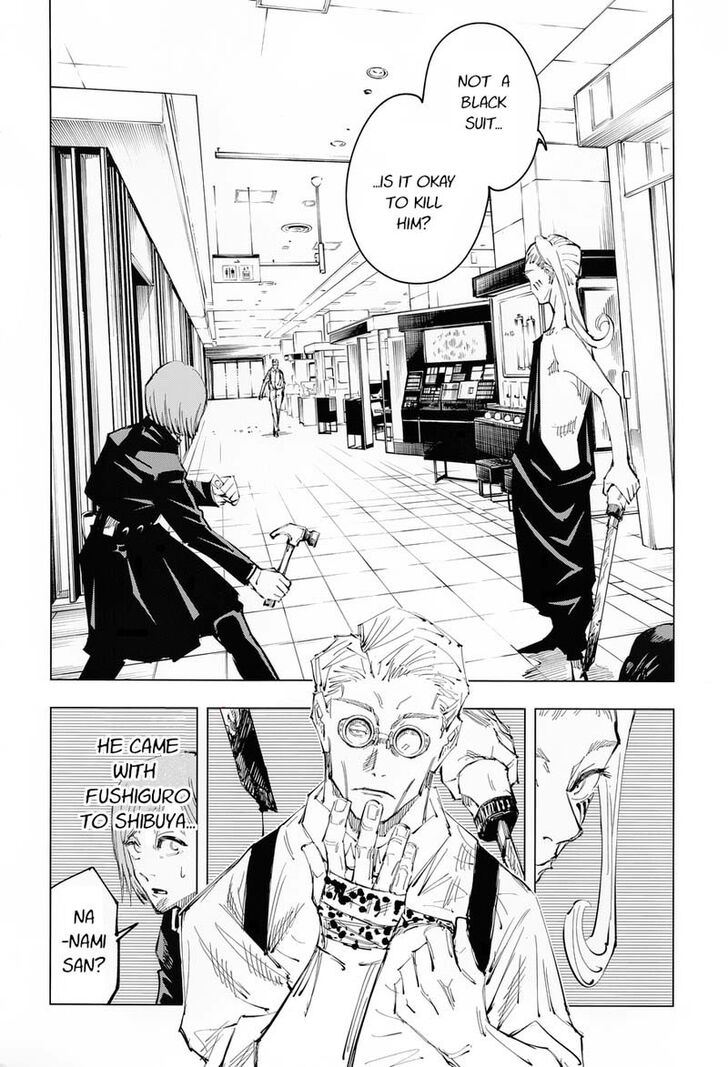 NOT A
BLACK
SUIT...
...IS IT OKAY
TO KILL
HIM?
HE CAME
WITH
FUSHIGURO
TO SHIBUYA...
NA
-NAMI
SAN?